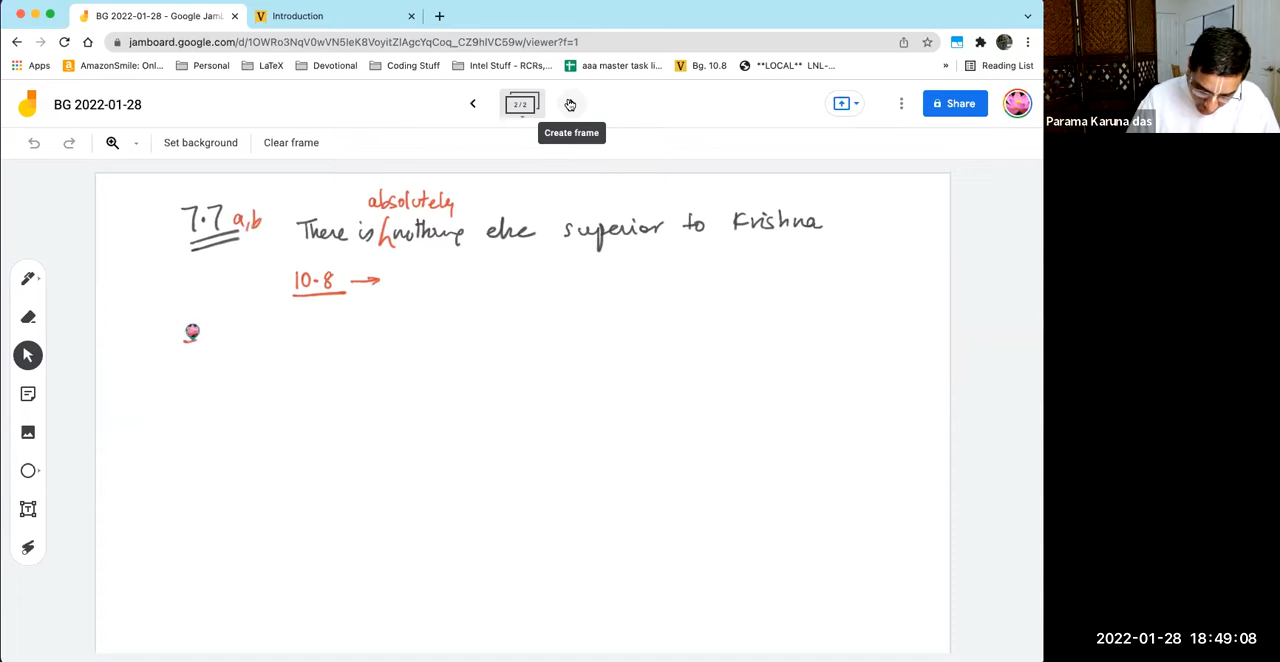 BG 2022-01-28 - Google Jam
Introduction
jamboard.google.com/d/1OWRo3NqV0wVN5leK8VoyitZlAgcYqCoq_CZ9hIVC59w/viewer?f=1
Apps
AmazonSmile: Onl...
Personal
LaTeX
Devotional
Coding Stuff
Intel Stuff - RCRs,...
aaa master task li...
Bg. 10.8
**LOCAL** LNL-...
»
Reading List
BG 2022-01-28
2/2
Share
Create frame
Set background
Clear frame
absolutely
7.7 a,b There is nothing else superior to Krishna
10.8 →
Parama Karuna das
2022-01-28 18:49:08